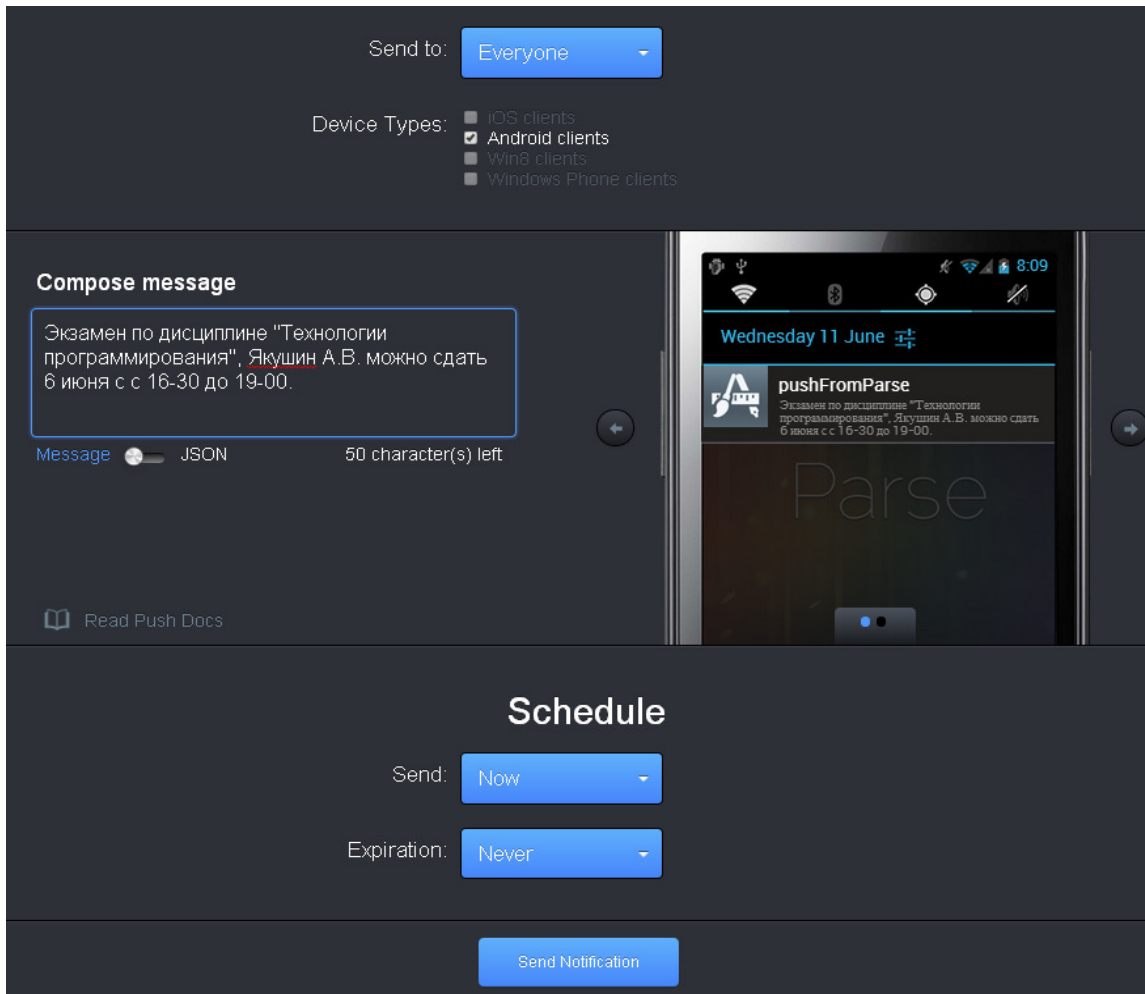 Send to: Everyone
Device Types: iOS clients
Android clients
Win8 clients
Windows Phone clients
Compose message
Экзамен по дисциплине "Технологии
программирования", Якушин А.В. можно сдать
6 июня с с 16-30 до 19-00.
Message JSON 50 character(s) left
Read Push Docs
8:09
Wednesday 11 June
pushFromParse
Экзамен по дисциплине "Технологии
программирования", Якушин А.В. можно сдать
6 июня с с 16-30 до 19-00.
Parse
Schedule
Send: Now
Expiration: Never
Send Notification